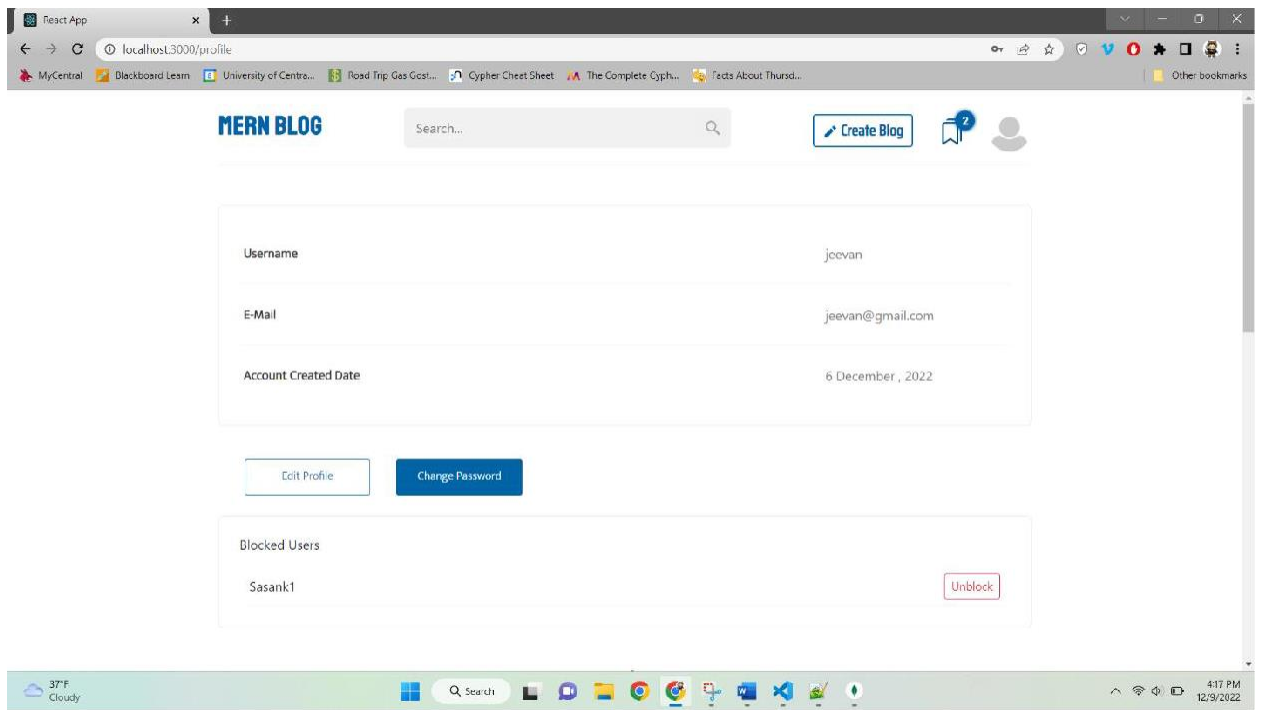 React App
localhost:3000/profile
MyCentral Blackboard Learn University of Centra... Road Trip Gas Cost... Cypher Cheat Sheet The Complete Cyph... Facts About Thursd... Other bookmarks
MERN BLOG Search... Create Blog 2
Username jeevan
E-Mail jeevan@gmail.com
Account Created Date 6 December , 2022
Edit Profile Change Password
Blocked Users
Sasank1 Unblock
37°F
Cloudy
Search
4:17 PM
12/9/2022